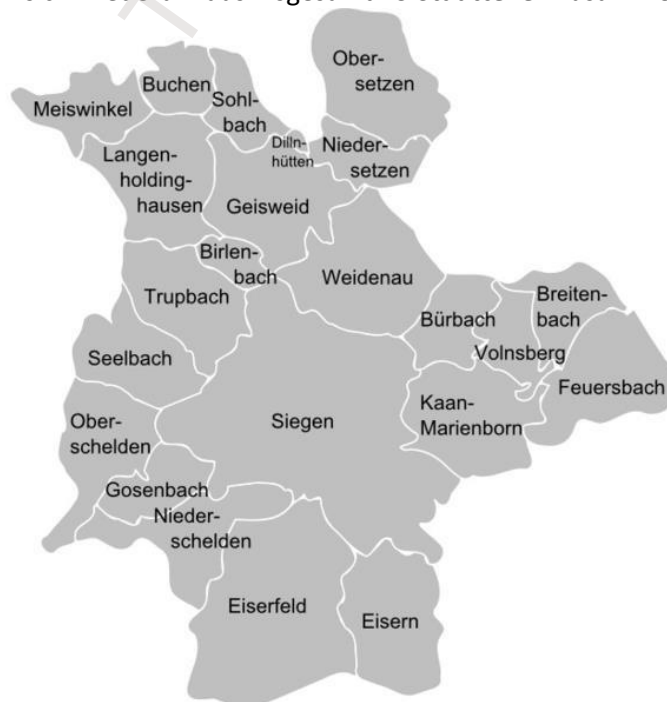 Ober-
setzen
Buchen
Meiswinkel
Sohl-
bach
Dilln-
hütten
Nieder-
setzen
Langen-
holding-
hausen
Geisweid
Birlen-
bach
Weidenau
Trupbach
Breiten-
bach
Bürbach
Volnsberg
Seelbach
Feuersbach
Kaan-
Marienborn
Ober-
schelden
Siegen
Gosenbach
Nieder-
schelden
Eiserfeld
Eisern